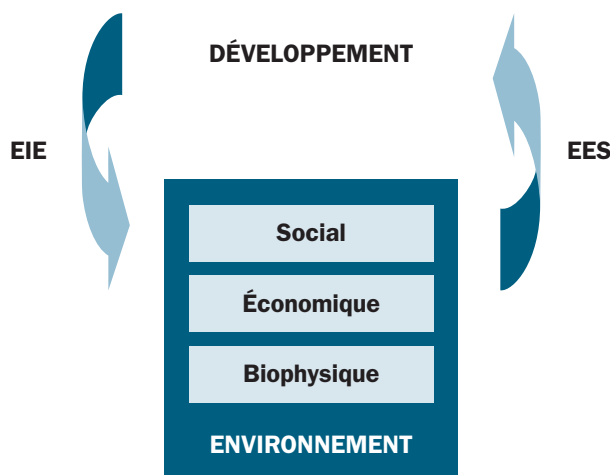 DÉVELOPPEMENT
EIE
EES
Social
Économique
Biophysique
ENVIRONNEMENT